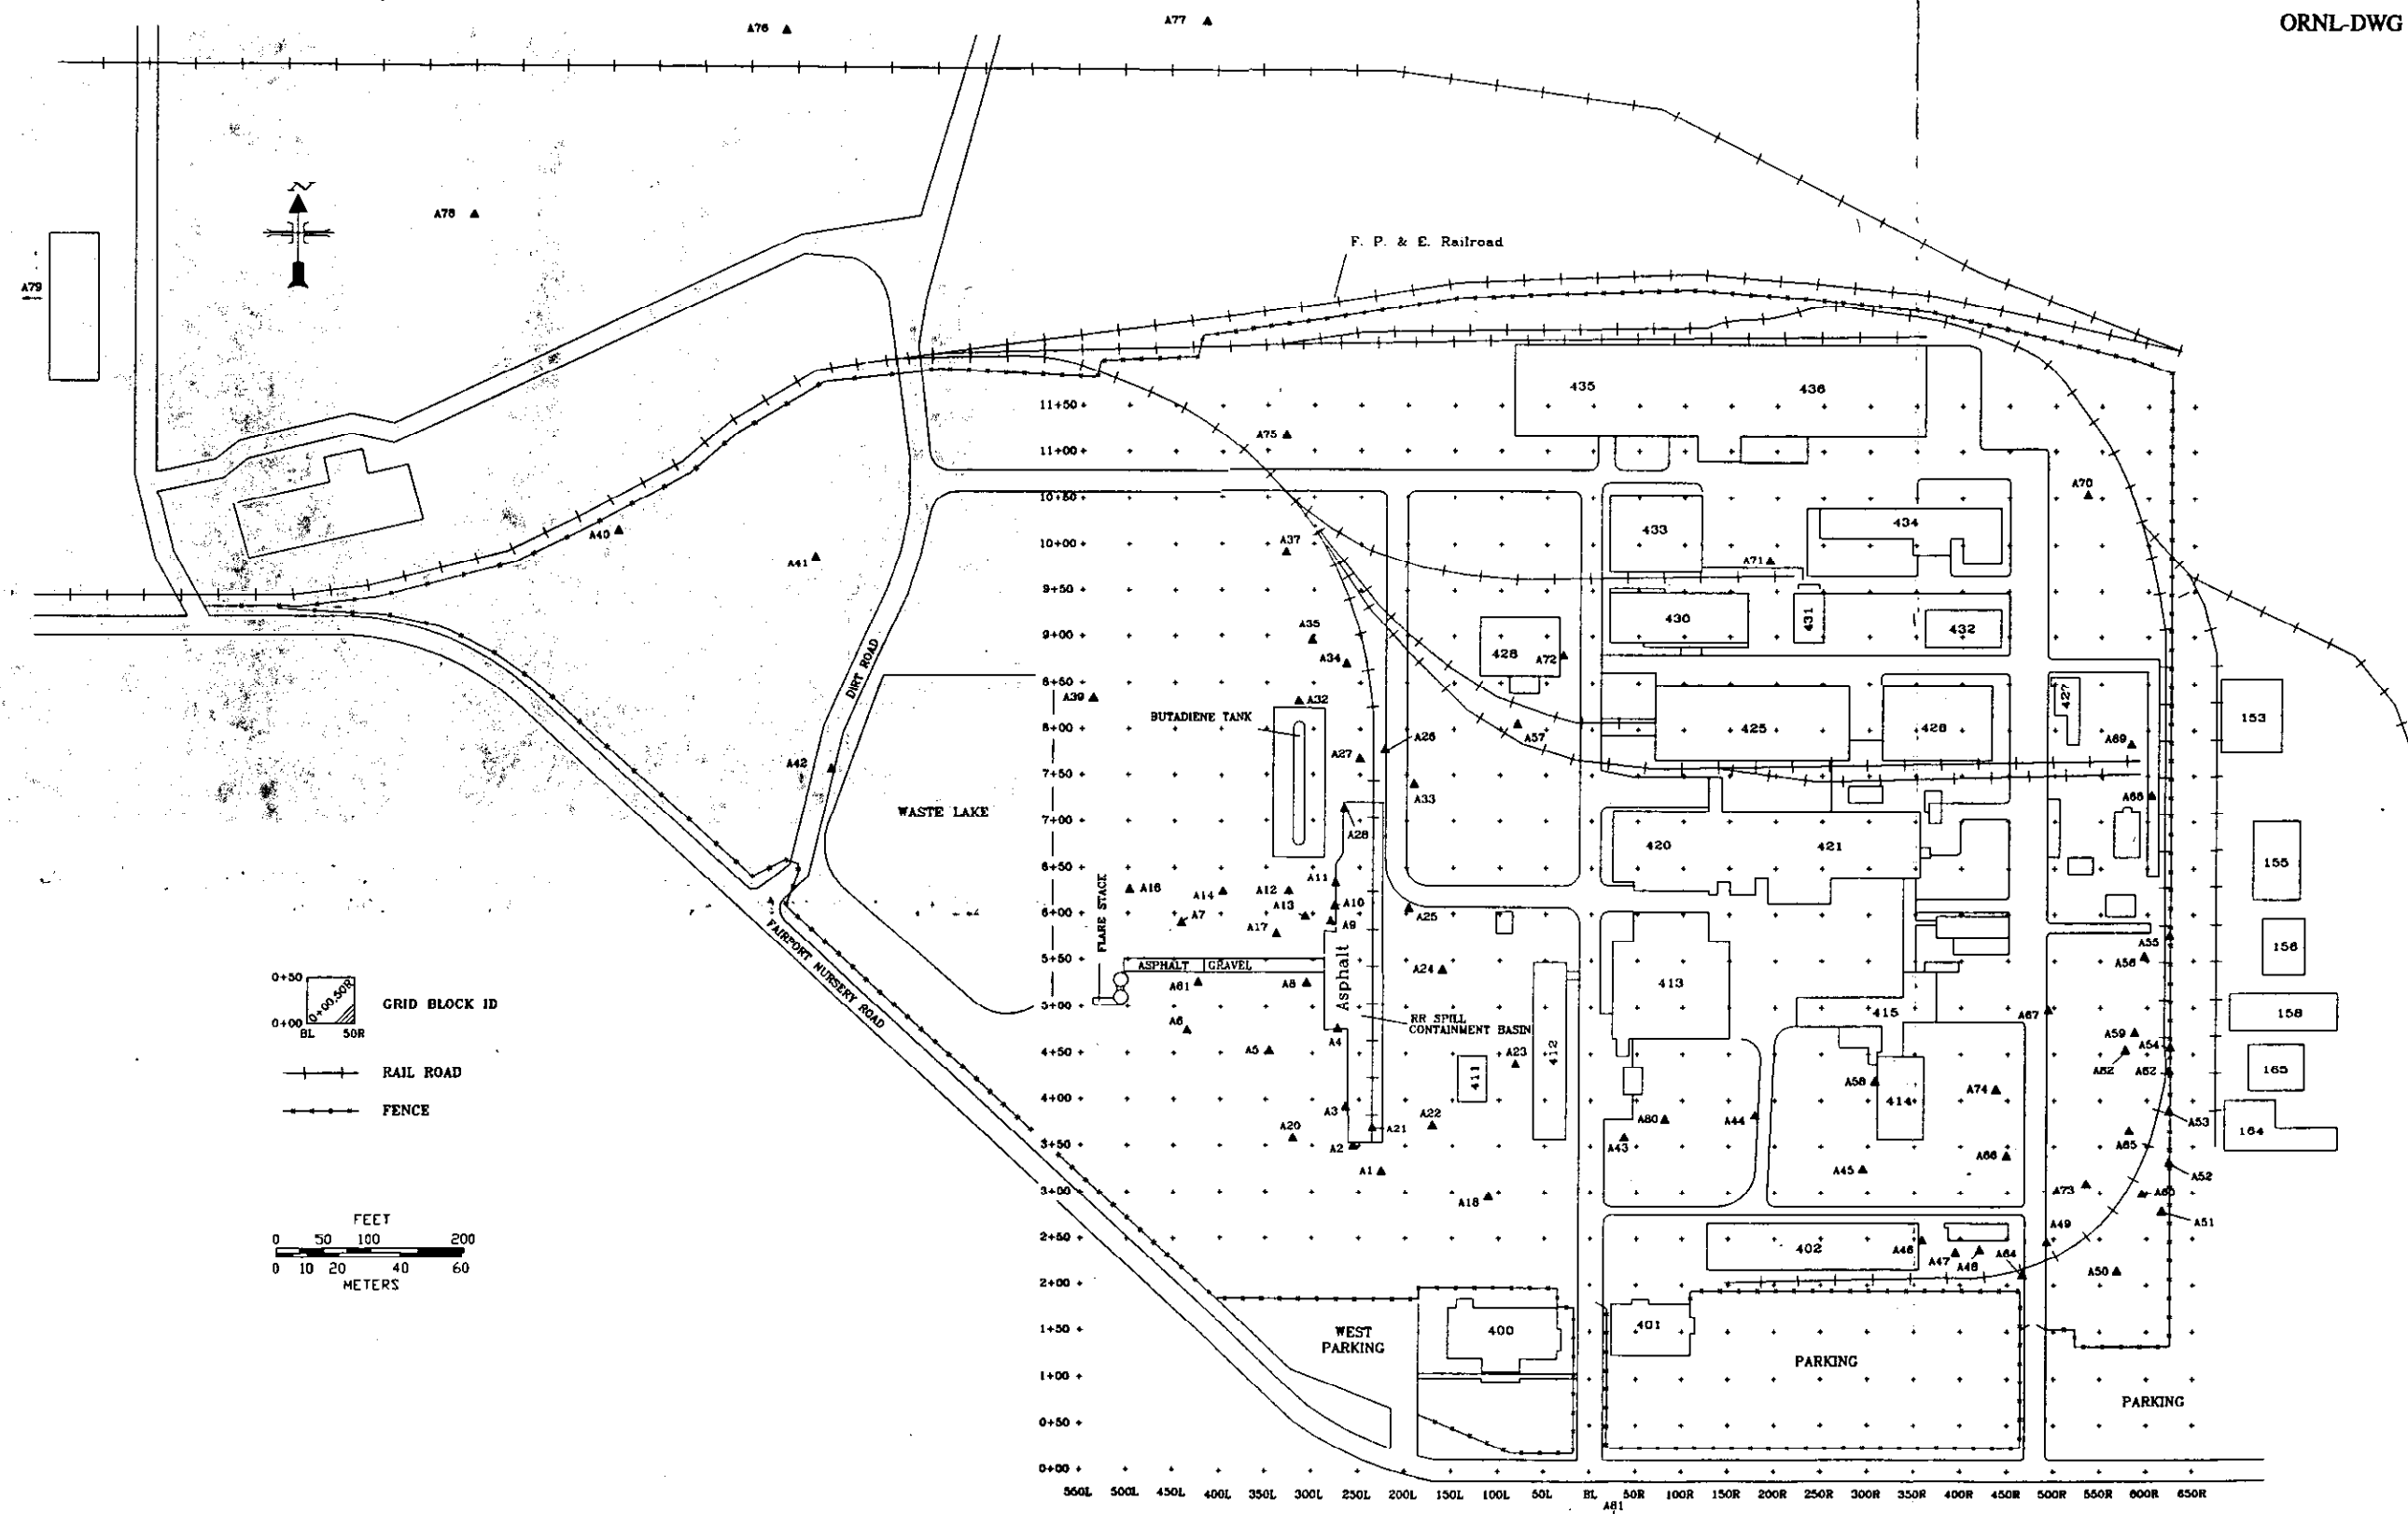 ORNL-DWG
A76
A77
N
A78
A79
F. P. & E. Railroad
435
436
11+50
A75
11+00
10+50
A70
433
434
A40
A41
10+00
A37
A71
9+50
A35
430
431
432
DIRT ROAD
9+00
A34
428
A72
8+50
A39
A32
427
BUTADIENE TANK
153
8+00
A26
A57
425
428
A69
A27
A42
7+50
A33
A68
WASTE LAKE
7+00
A28
420
421
155
6+50
A11
A16
A14
A12
A10
A13
A7
6+00
A25
A17
A9
FLARE STACK
FAIRPORT NURSERY ROAD
A55
156
5+50
ASPHALT
GRAVEL
Asphalt
A24
A56
0+50
0+00,50R
GRID BLOCK ID
0+00
BL
50R
A61
A8
413
5+00
A6
RR SPILL
CONTAINMENT BASIN
415
A67
158
A4
A59
A54
4+50
A5
A23
412
A62
A82
165
RAIL ROAD
411
A58
A74
4+00
414
FENCE
A3
A22
A80
A44
A53
A20
A21
A43
A65
164
3+50
A2
A1
A45
A66
A52
3+00
A18
A73
A60
A51
FEET
0 50 100 200
0 10 20 40 60
METERS
A49
2+50
402
A46
A47
A48
A64
A50
2+00
1+50
WEST
PARKING
400
401
PARKING
1+00
PARKING
0+50
0+00
550L 500L 450L 400L 350L 300L 250L 200L 150L 100L 50L BL 50R 100R 150R 200R 250R 300R 350R 400R 450R 500R 550R 600R 650R
A81